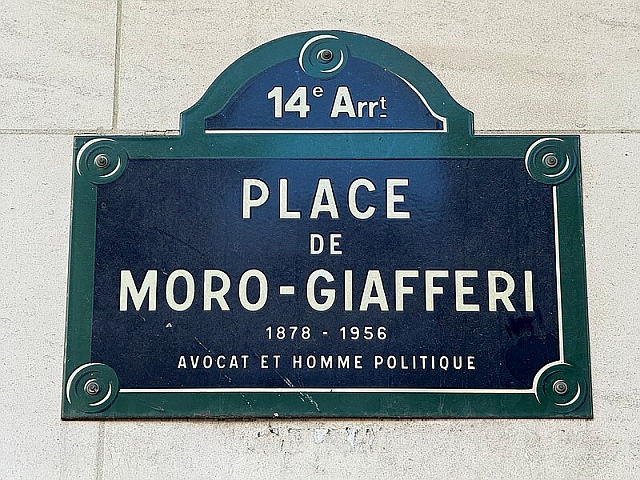 14e Arrt
PLACE
DE
MORO-GIAFFERI
1878 - 1956
AVOCAT ET HOMME POLITIQUE